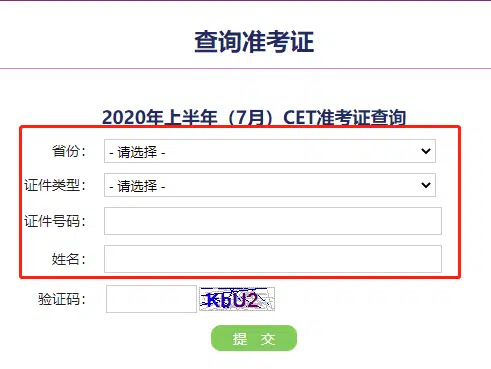 查询准考证
2020年上半年（7月）CET准考证查询
省份： - 请选择 -
证件类型： - 请选择 -
证件号码：
姓名：
验证码： KbU2
提 交